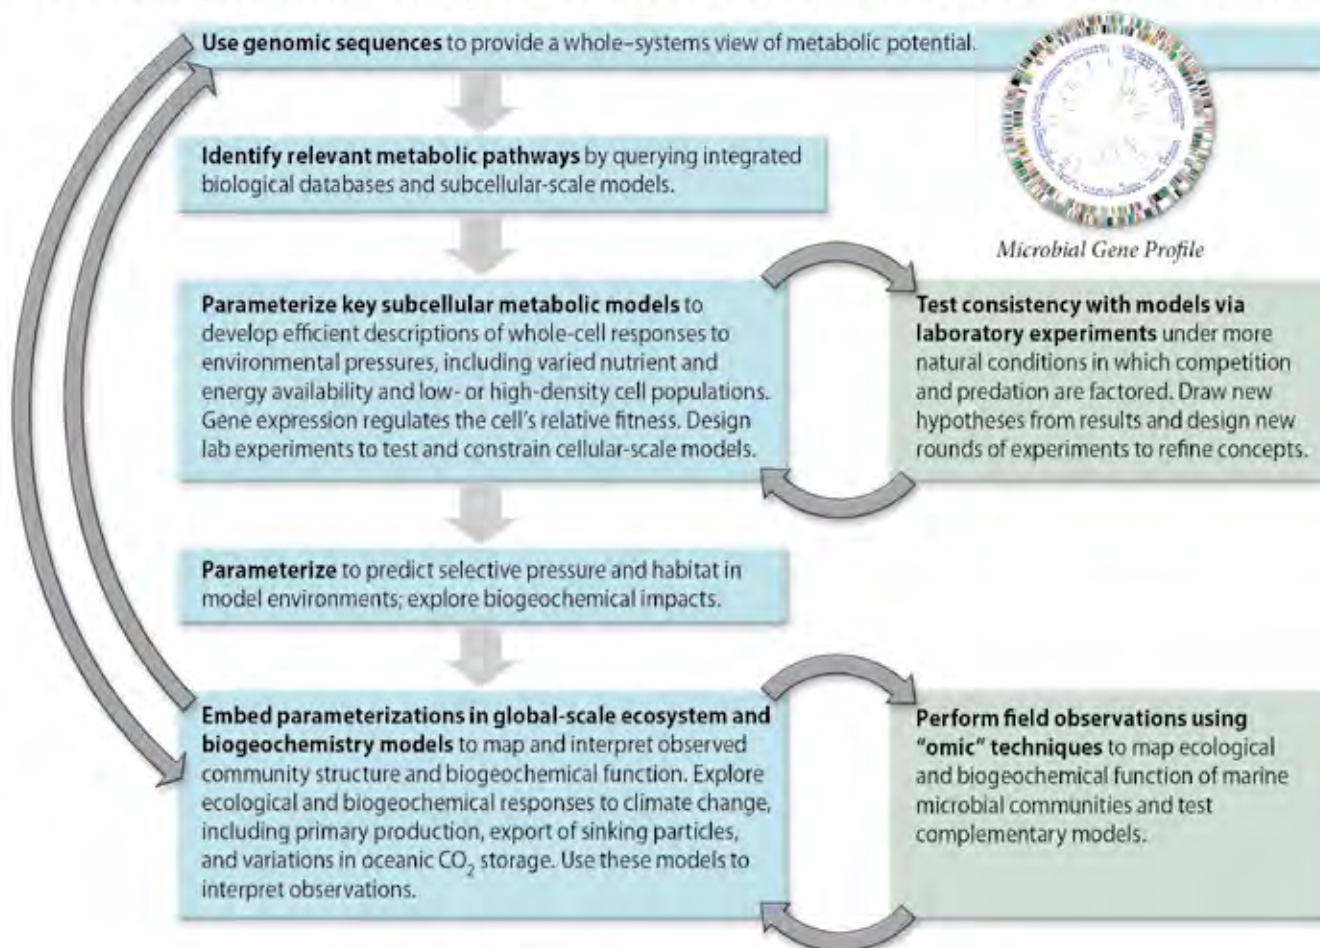 Use genomic sequences to provide a whole–systems view of metabolic potential.
Identify relevant metabolic pathways by querying integrated
biological databases and subcellular-scale models.
Microbial Gene Profile
Parameterize key subcellular metabolic models to
develop efficient descriptions of whole-cell responses to
environmental pressures, including varied nutrient and
energy availability and low- or high-density cell populations.
Gene expression regulates the cell's relative fitness. Design
lab experiments to test and constrain cellular-scale models.
Test consistency with models via
laboratory experiments under more
natural conditions in which competition
and predation are factored. Draw new
hypotheses from results and design new
rounds of experiments to refine concepts.
Parameterize to predict selective pressure and habitat in
model environments; explore biogeochemical impacts.
Embed parameterizations in global-scale ecosystem and
biogeochemistry models to map and interpret observed
community structure and biogeochemical function. Explore
ecological and biogeochemical responses to climate change,
including primary production, export of sinking particles,
and variations in oceanic CO₂ storage. Use these models to
interpret observations.
Perform field observations using
"omic" techniques to map ecological
and biogeochemical function of marine
microbial communities and test
complementary models.